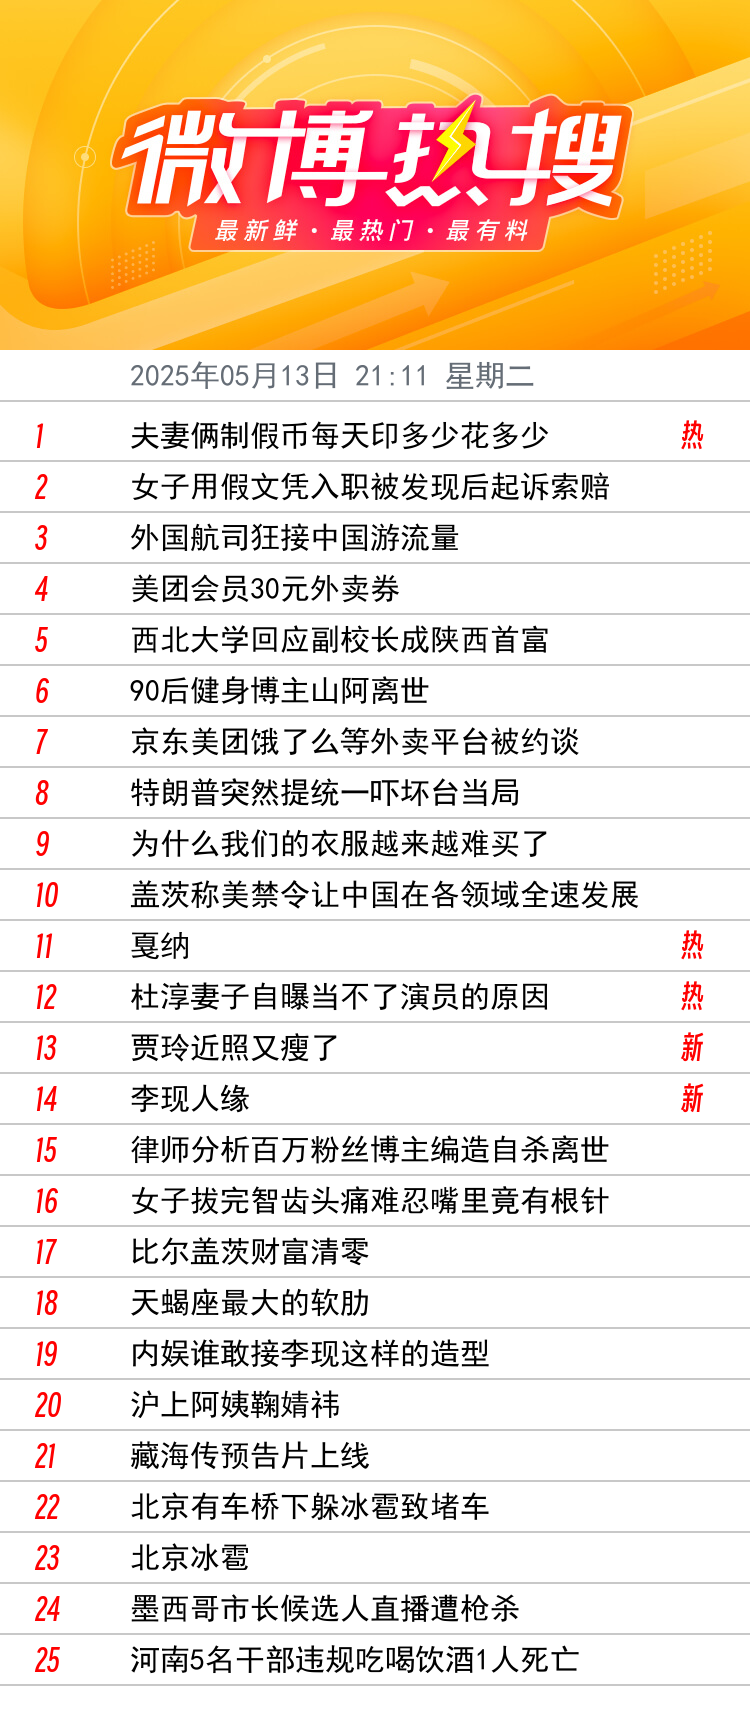 微博热搜
最新鲜·最热门·最有料
2025年05月13日 21:11 星期二
1 夫妻俩制假币每天印多少花多少 热
2 女子用假文凭入职被发现后起诉索赔
3 外国航司狂接中国游流量
4 美团会员30元外卖券
5 西北大学回应副校长成陕西首富
6 90后健身博主山阿离世
7 京东美团饿了么等外卖平台被约谈
8 特朗普突然提统一吓坏台当局
9 为什么我们的衣服越来越难买了
10 盖茨称美禁令让中国在各领域全速发展
11 戛纳 热
12 杜淳妻子自曝当不了演员的原因 热
13 贾玲近照又瘦了 新
14 李现人缘 新
15 律师分析百万粉丝博主编造自杀离世
16 女子拔完智齿头痛难忍嘴里竟有根针
17 比尔盖茨财富清零
18 天蝎座最大的软肋
19 内娱谁敢接李现这样的造型
20 沪上阿姨鞠婧祎
21 藏海传预告片上线
22 北京有车桥下躲冰雹致堵车
23 北京冰雹
24 墨西哥市长候选人直播遭枪杀
25 河南5名干部违规吃喝饮酒1人死亡